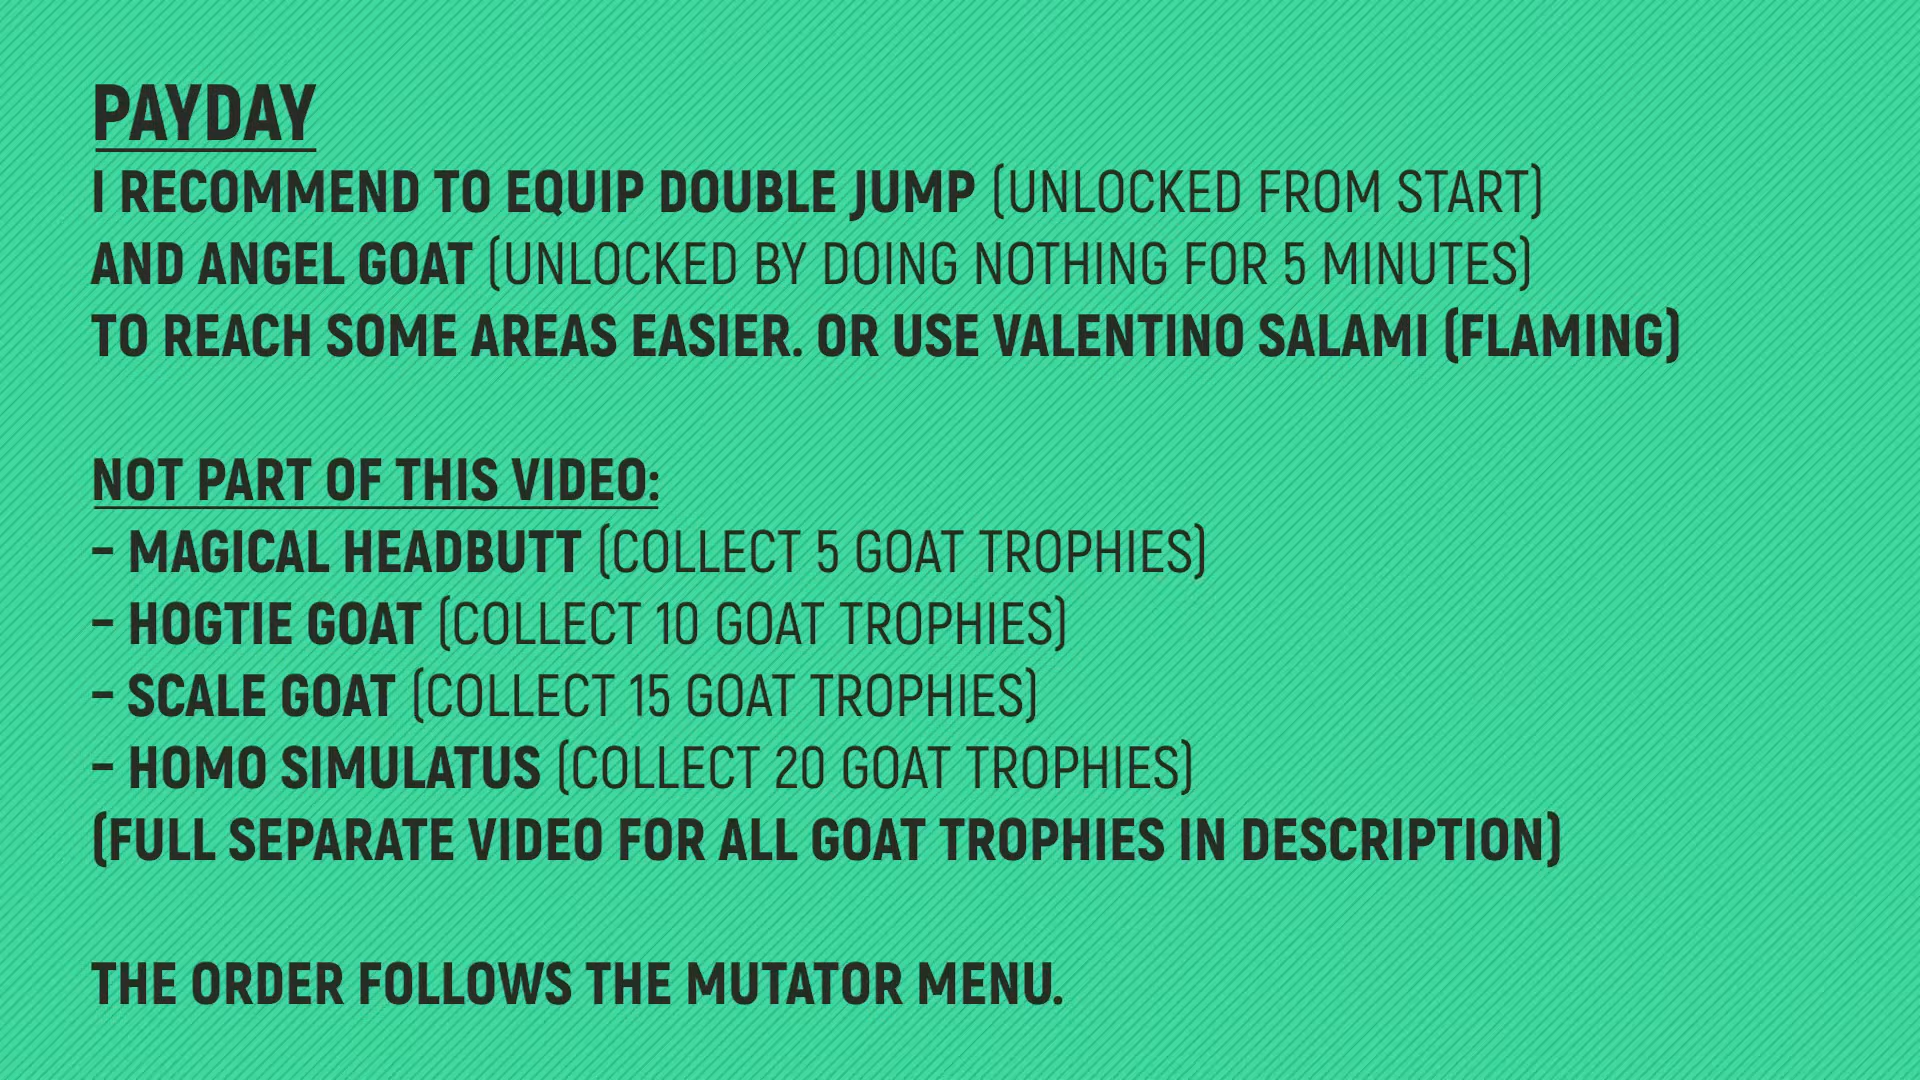 PAYDAY
I RECOMMEND TO EQUIP DOUBLE JUMP (UNLOCKED FROM START)
AND ANGEL GOAT (UNLOCKED BY DOING NOTHING FOR 5 MINUTES)
TO REACH SOME AREAS EASIER. OR USE VALENTINO SALAMI (FLAMING)
NOT PART OF THIS VIDEO:
– MAGICAL HEADBUTT (COLLECT 5 GOAT TROPHIES)
– HOGTIE GOAT (COLLECT 10 GOAT TROPHIES)
– SCALE GOAT (COLLECT 15 GOAT TROPHIES)
– HOMO SIMULATUS (COLLECT 20 GOAT TROPHIES)
(FULL SEPARATE VIDEO FOR ALL GOAT TROPHIES IN DESCRIPTION)
THE ORDER FOLLOWS THE MUTATOR MENU.